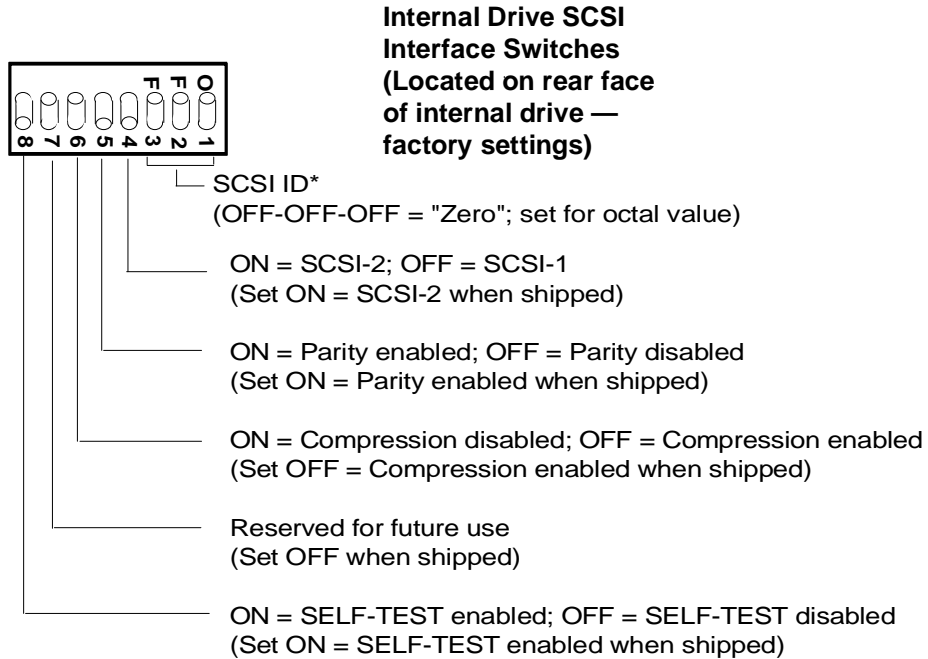 Internal Drive SCSI
Interface Switches
(Located on rear face
of internal drive —
factory settings)
F F O
8 7 6 5 4 3 2 1
SCSI ID*
(OFF-OFF-OFF = "Zero"; set for octal value)
ON = SCSI-2; OFF = SCSI-1
(Set ON = SCSI-2 when shipped)
ON = Parity enabled; OFF = Parity disabled
(Set ON = Parity enabled when shipped)
ON = Compression disabled; OFF = Compression enabled
(Set OFF = Compression enabled when shipped)
Reserved for future use
(Set OFF when shipped)
ON = SELF-TEST enabled; OFF = SELF-TEST disabled
(Set ON = SELF-TEST enabled when shipped)